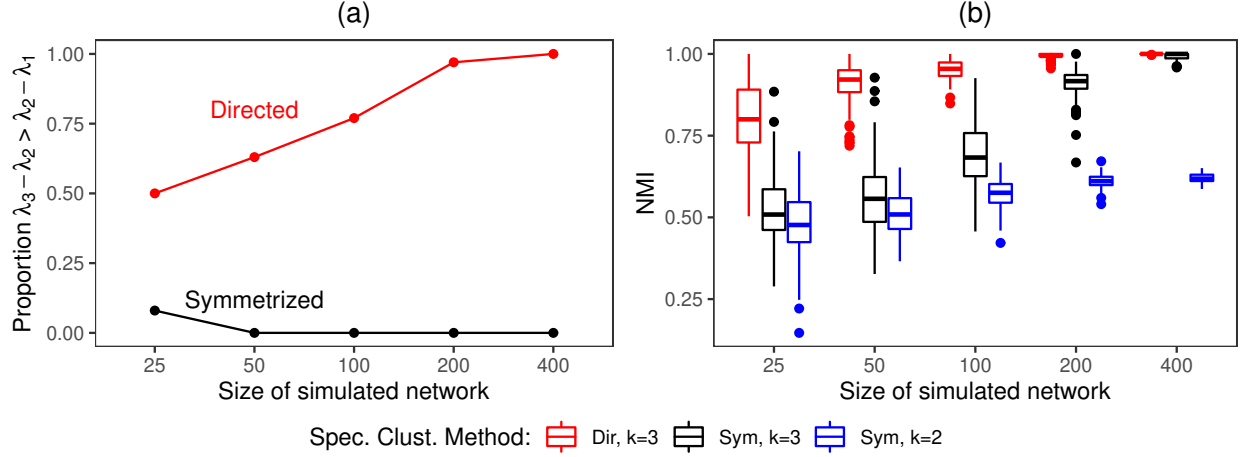 (a)
Proportion λ3 − λ2 > λ2 − λ1
1.00
0.75
0.50
0.25
0.00
Directed
Symmetrized
25 50 100 200 400
Size of simulated network
(b)
NMI
1.00
0.75
0.50
0.25
25 50 100 200 400
Size of simulated network
Spec. Clust. Method: Dir, k=3 Sym, k=3 Sym, k=2